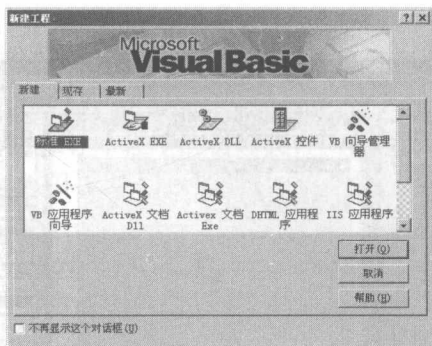 新建工程
Microsoft
Visual Basic
新建 现存 最新
标准 EXE ActiveX EXE ActiveX DLL ActiveX 控件 VB 向导管理
器
VB 应用程序 ActiveX 文档 Activex 文档 DHTML 应用程 IIS 应用程序
向导 Dll Exe 序
打开(O)
取消
帮助(H)
不再显示这个对话框(U)